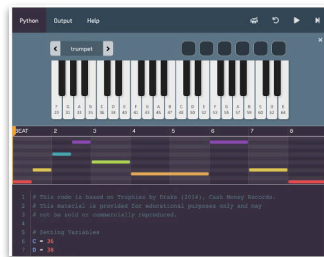 Python Output Help
trumpet
BEAT 2 3 4 5 6 7 8
1 # This code is based on Trophies by Drake (2014), Cash Money Records.
2 # This material is provided for educational purposes only and may
3 # not be sold or commercially reproduced.
4
5 # Setting Variables
6 C = 36
7 D = 38